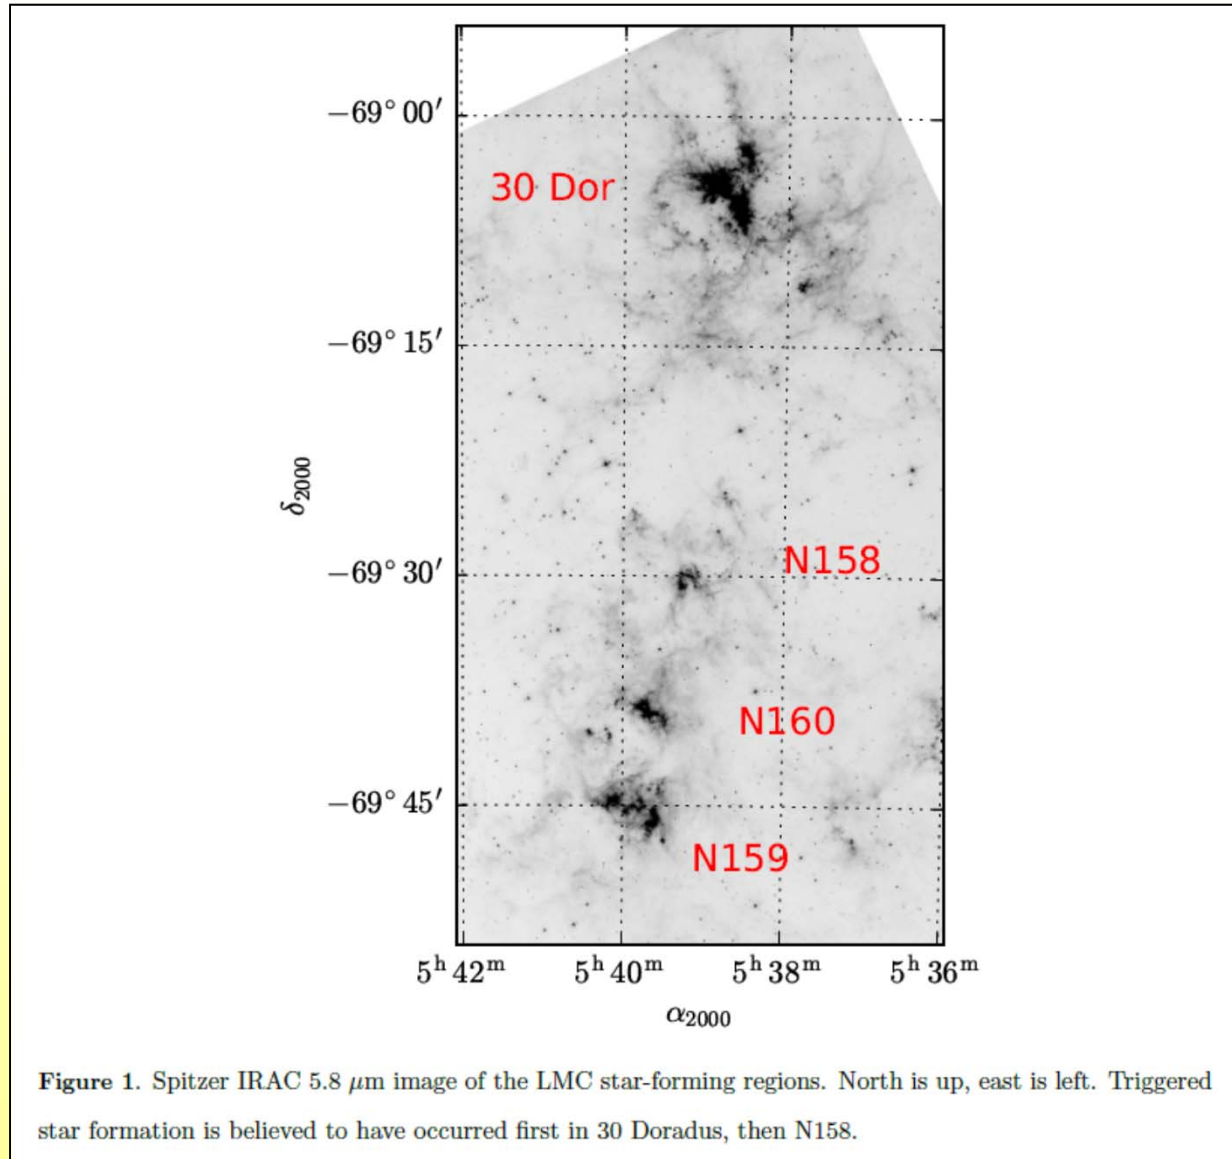 −69° 00′
30 Dor
−69° 15′
δ2000
N158
−69° 30′
N160
−69° 45′
N159
5h 42m 5h 40m 5h 38m 5h 36m
α2000
Figure 1. Spitzer IRAC 5.8 μm image of the LMC star-forming regions. North is up, east is left. Triggered
star formation is believed to have occurred first in 30 Doradus, then N158.